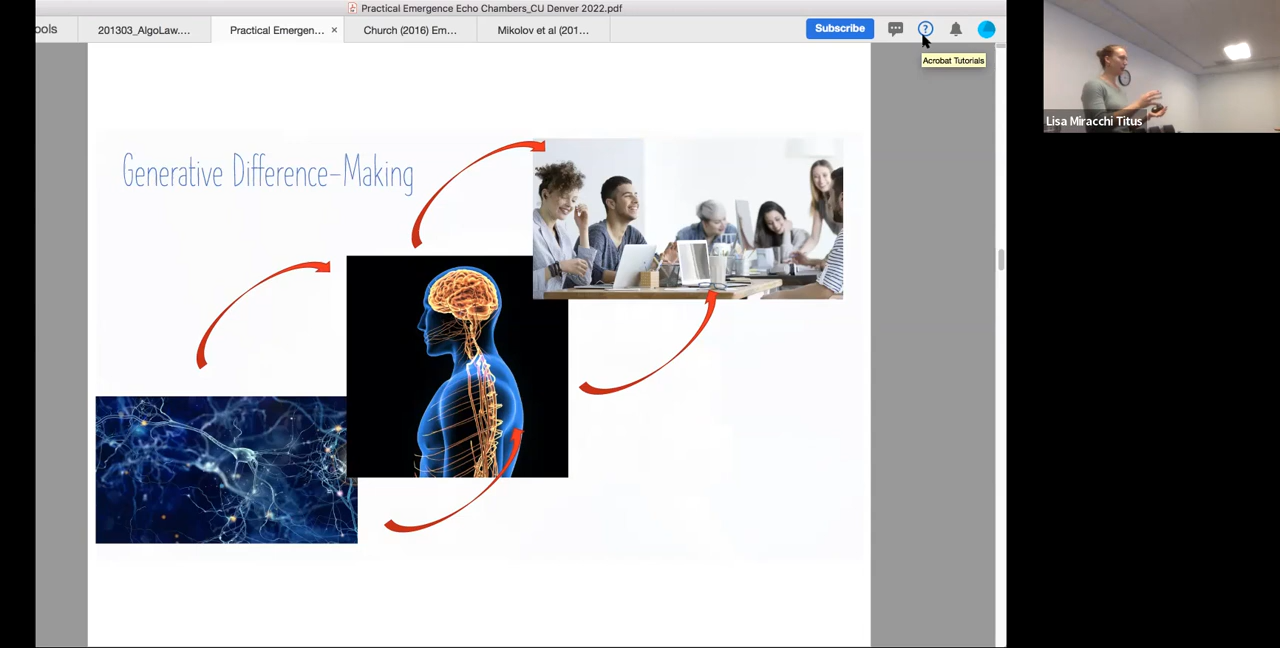 Practical Emergence Echo Chambers_CU Denver 2022.pdf
ools
201303_AlgoLaw....
Practical Emergen...
×
Church (2016) Em...
Mikolov et al (201...
Subscribe
?
Acrobat Tutorials
Lisa Miracchi Titus
Generative Difference-Making